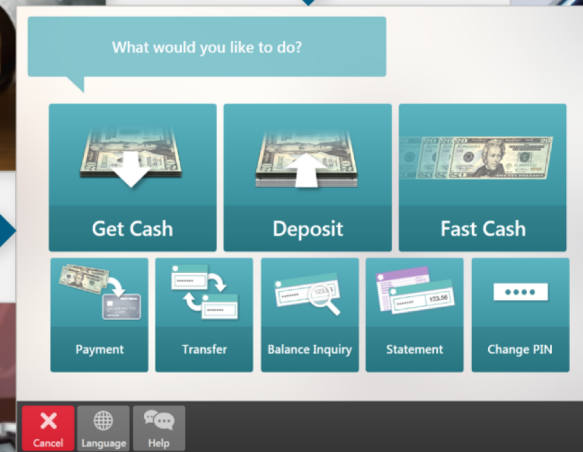 What would you like to do?
Get Cash
Deposit
Fast Cash
Payment
Transfer
Balance Inquiry
Statement
Change PIN
Cancel
Language
Help